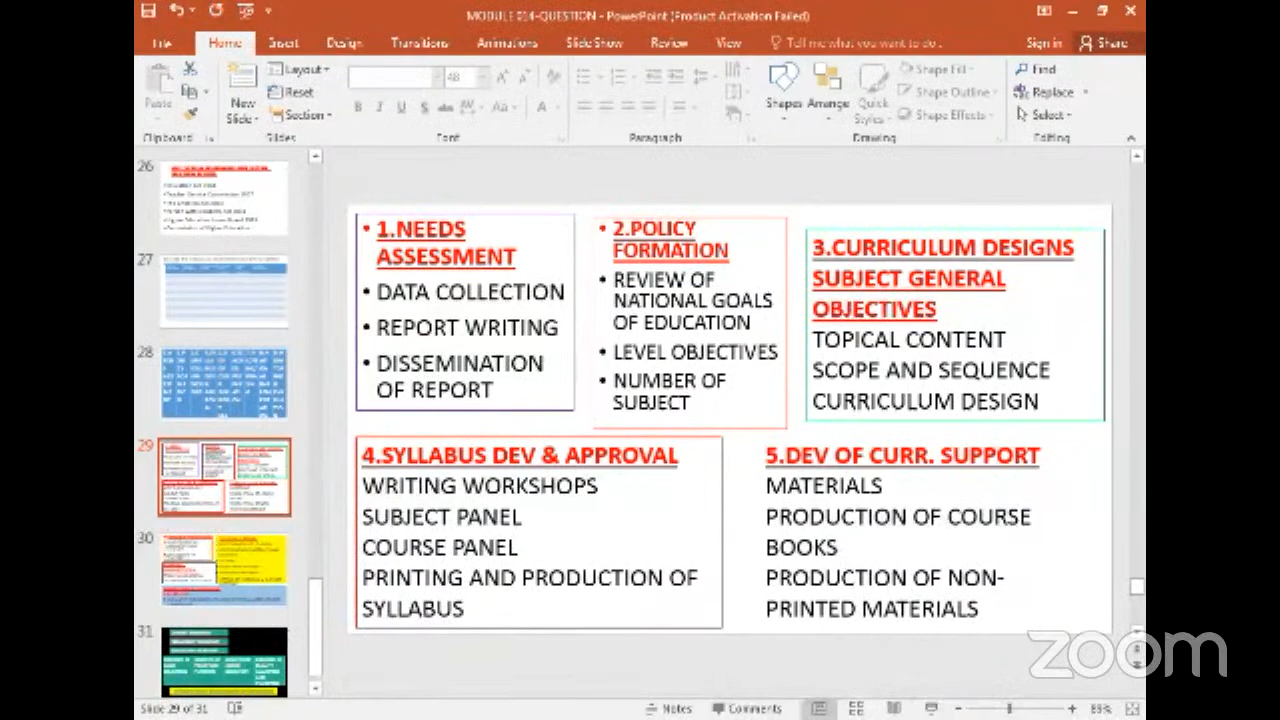 MODULE 014-QUESTION - PowerPoint (Product Activation Failed)
File Home Insert Design Transitions Animations Slide Show Review View Tell me what you want to do.. Sign in Share
Paste
Clipboard
New
Slide
Layout
Reset
Section
Slides
48
B I U S abc AV Aa A
Font
Paragraph
Shapes Arrange Quick
Styles
Shape Fill
Shape Outline
Shape Effects
Drawing
Find
Replace
Select
Editing
26
27
28
29
30
31
• 1.NEEDS
ASSESSMENT
• DATA COLLECTION
• REPORT WRITING
• DISSEMINATION
OF REPORT
• 2.POLICY
FORMATION
• REVIEW OF
NATIONAL GOALS
OF EDUCATION
• LEVEL OBJECTIVES
• NUMBER OF
SUBJECT
3.CURRICULUM DESIGNS
SUBJECT GENERAL
OBJECTIVES
TOPICAL CONTENT
SCOPE AND SEQUENCE
CURRICULUM DESIGN
4.SYLLABUS DEV & APPROVAL
WRITING WORKSHOPS
SUBJECT PANEL
COURSE PANEL
PRINTING AND PRODUCTION OF
SYLLABUS
5.DEV OF CURR. SUPPORT
MATERIALS
PRODUCTION OF COURSE
BOOKS
PRODUCTION OF NON-
PRINTED MATERIALS
zoom
Slide 29 of 31 Notes Comments 89%